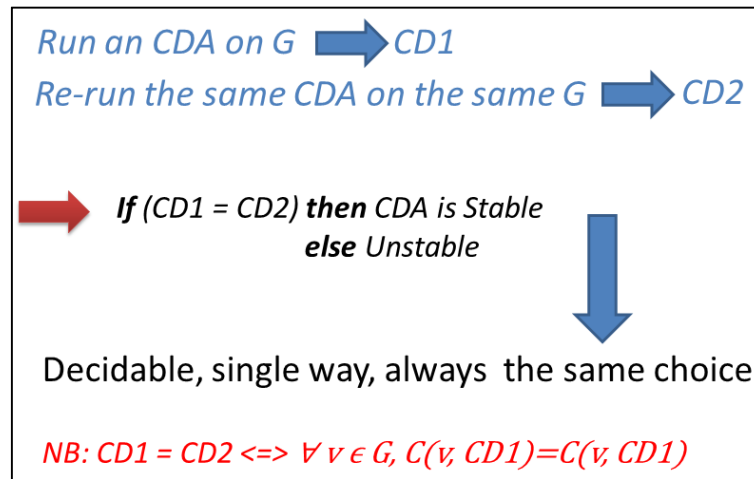 Run an CDA on G CD1
Re-run the same CDA on the same G CD2
If (CD1 = CD2) then CDA is Stable
else Unstable
Decidable, single way, always the same choice
NB: CD1 = CD2 <=> ∀ v ϵ G, C(v, CD1)=C(v, CD1)